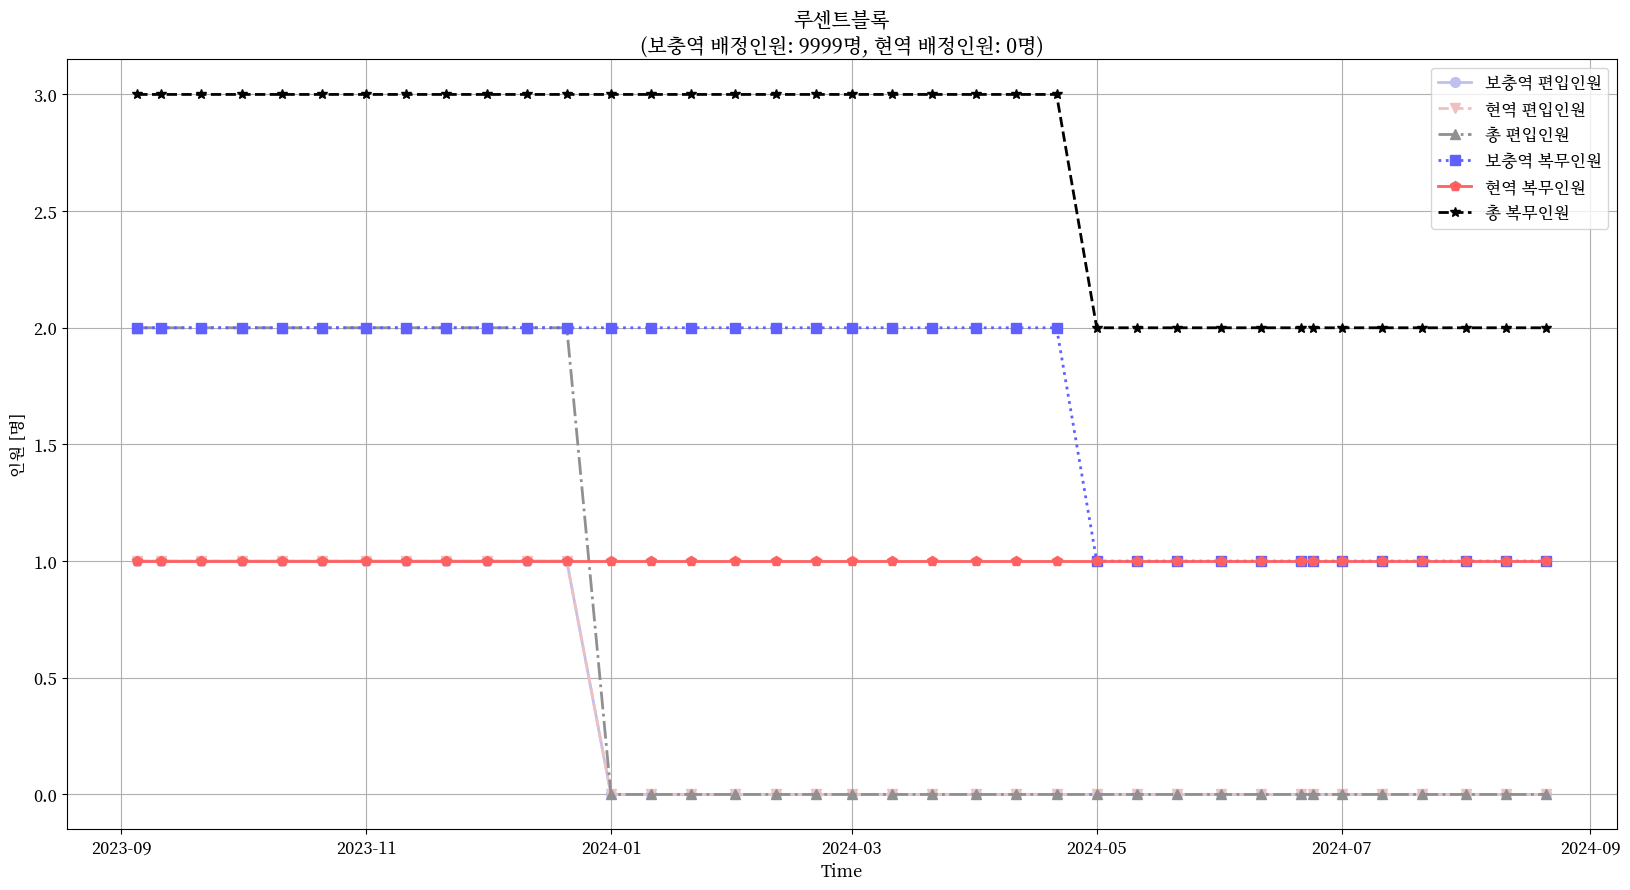 루센트블록
(보충역 배정인원: 9999명, 현역 배정인원: 0명)
보충역 편입인원
현역 편입인원
총 편입인원
보충역 복무인원
현역 복무인원
총 복무인원
인원 [명]
3.0
2.5
2.0
1.5
1.0
0.5
0.0
2023-09
2023-11
2024-01
2024-03
2024-05
2024-07
2024-09
Time